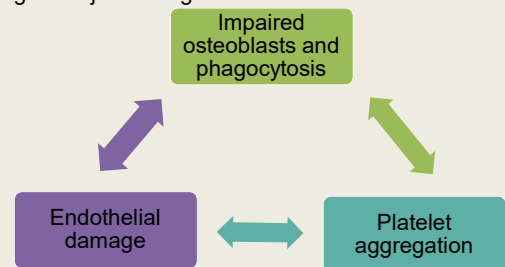 Impaired
osteoblasts and
phagocytosis
Endothelial
damage
Platelet
aggregation